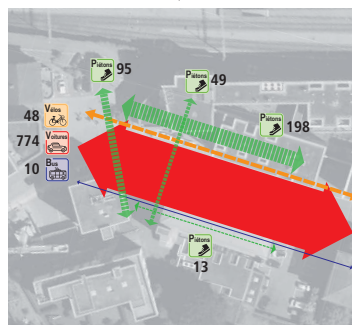 Piétons 95
Piétons 49
Vélos 48
Piétons 198
Voitures 774
Bus 10
Piétons 13